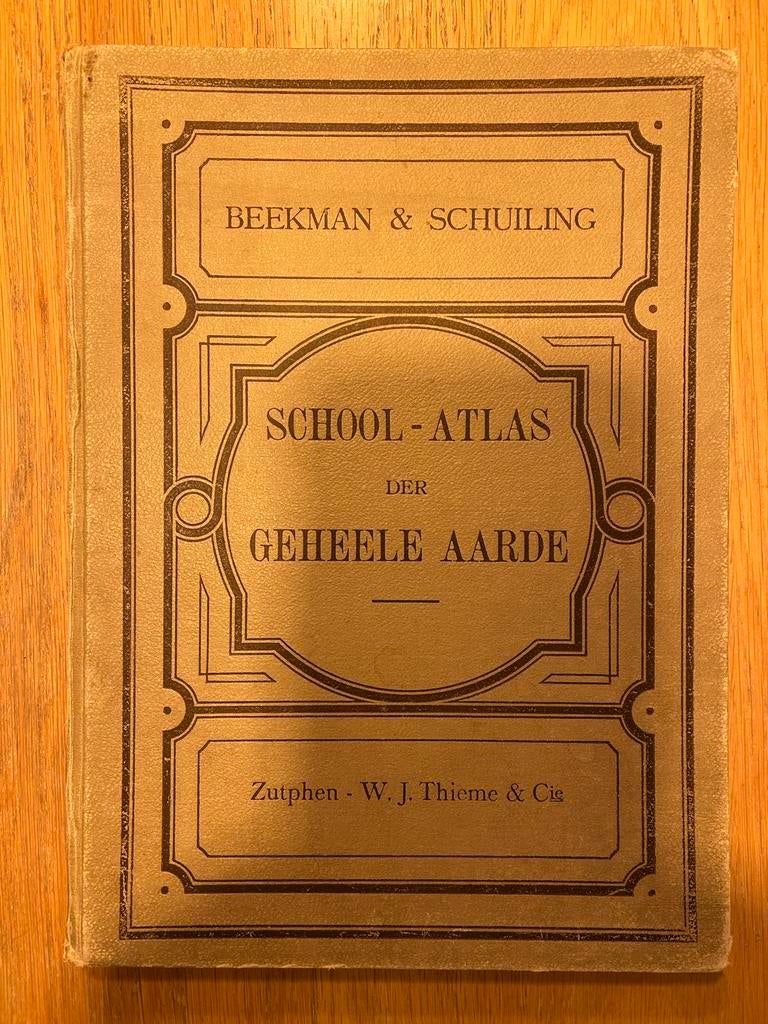 BEEKMAN & SCHUILING
SCHOOL-ATLAS
DER
GEHEELE AARDE
Zutphen - W. J. Thieme & Cie